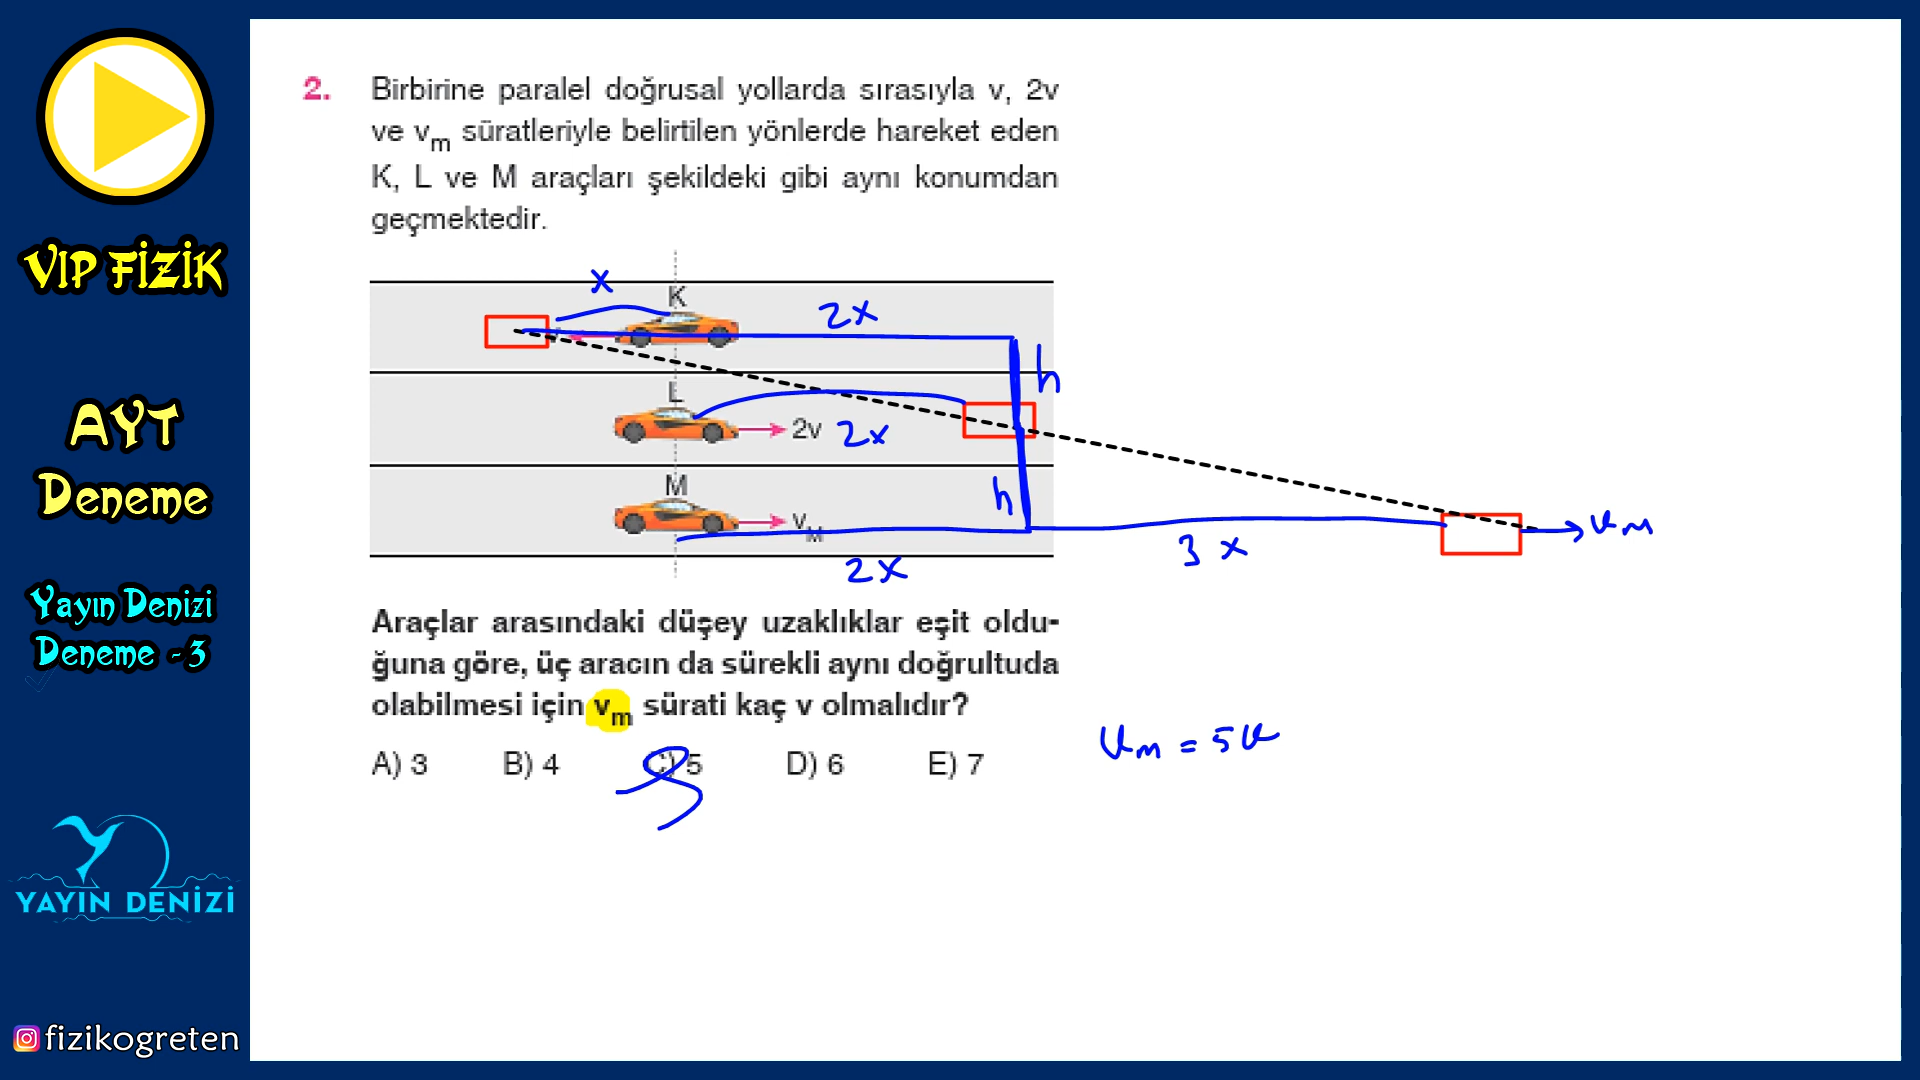 VIP FİZİK
AYT
Deneme
Yayın Denizi
Deneme - 3
YAYIN DENİZİ
fizikogreten
2. Birbirine paralel doğrusal yollarda sırasıyla v, 2v
ve vm süratleriyle belirtilen yönlerde hareket eden
K, L ve M araçları şekildeki gibi aynı konumdan
geçmektedir.
x
K
2x
h
L
2v
2x
M
h
vM
2x
3x
vM
Araçlar arasındaki düşey uzaklıklar eşit oldu-
ğuna göre, üç aracın da sürekli aynı doğrultuda
olabilmesi için vm sürati kaç v olmalıdır?
A) 3 B) 4 C) 5 D) 6 E) 7
vm = 5v